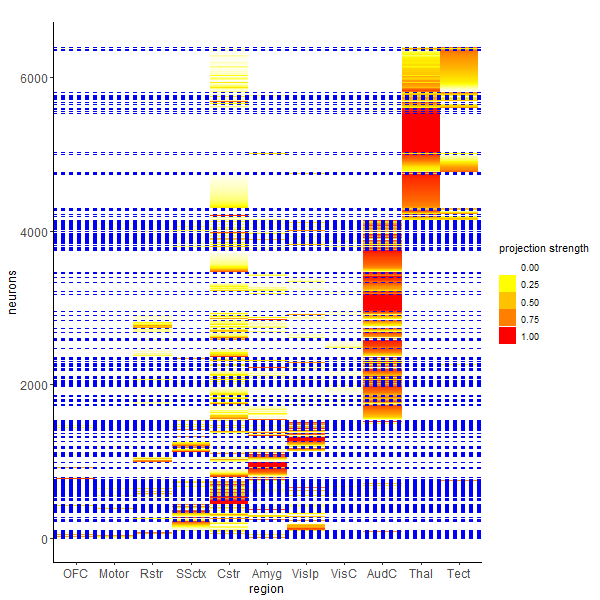 6000
4000
2000
0
neurons
OFC Motor Rstr SSctx Cstr Amyg VisIp VisC AudC Thal Tect
region
projection strength
0.00
0.25
0.50
0.75
1.00